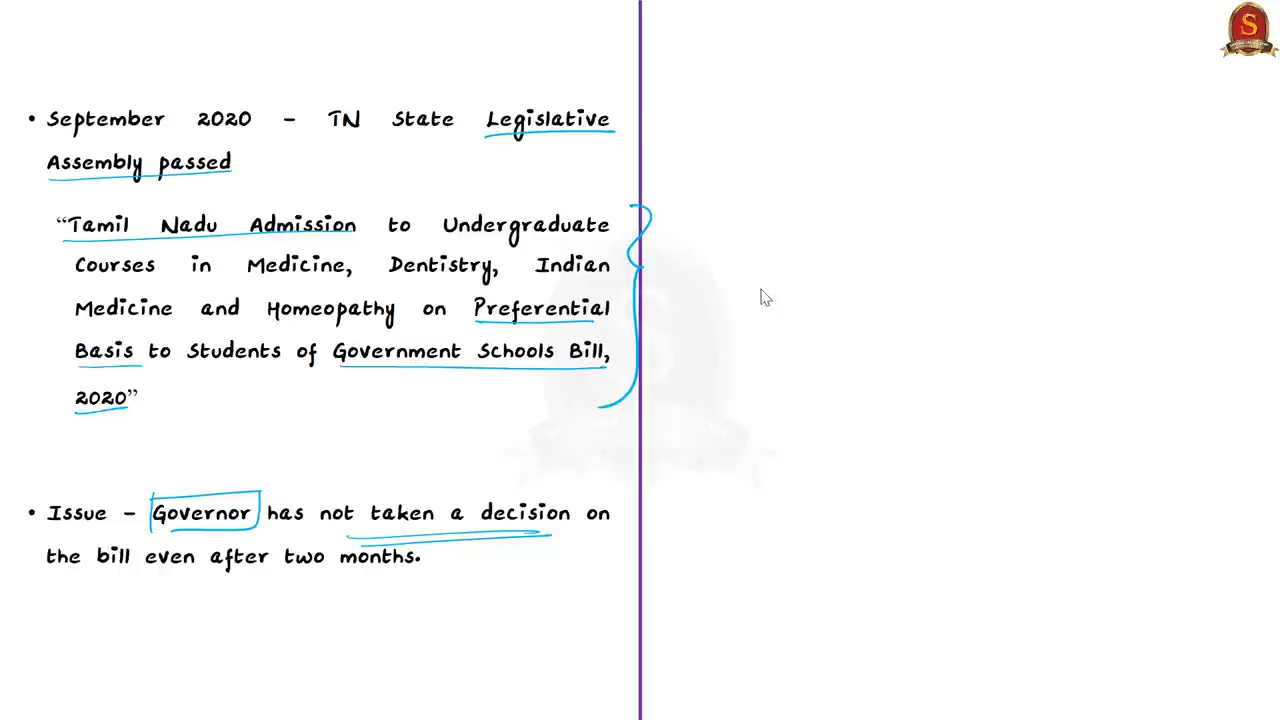 • September 2020 – TN State Legislative
Assembly passed
“Tamil Nadu Admission to Undergraduate
Courses in Medicine, Dentistry, Indian
Medicine and Homeopathy on Preferential
Basis to Students of Government Schools Bill,
2020”
• Issue – Governor has not taken a decision on
the bill even after two months.
S